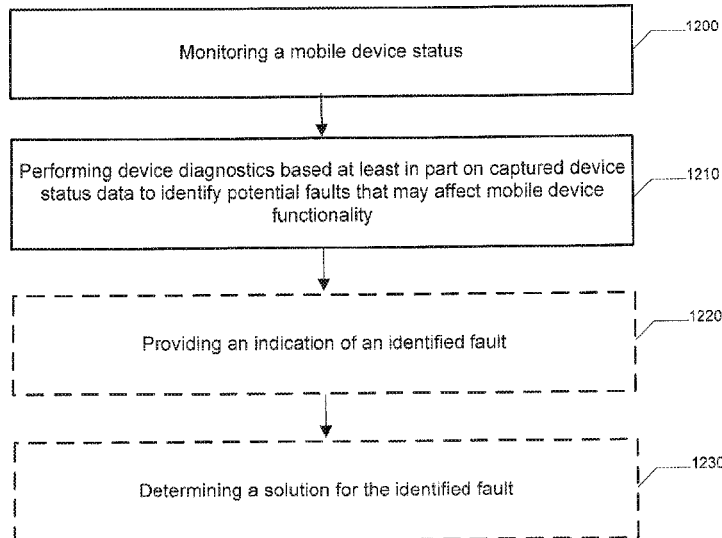 Monitoring a mobile device status
1200
Performing device diagnostics based at least in part on captured device
status data to identify potential faults that may affect mobile device
functionality
1210
Providing an indication of an identified fault
1220
Determining a solution for the identified fault
1230